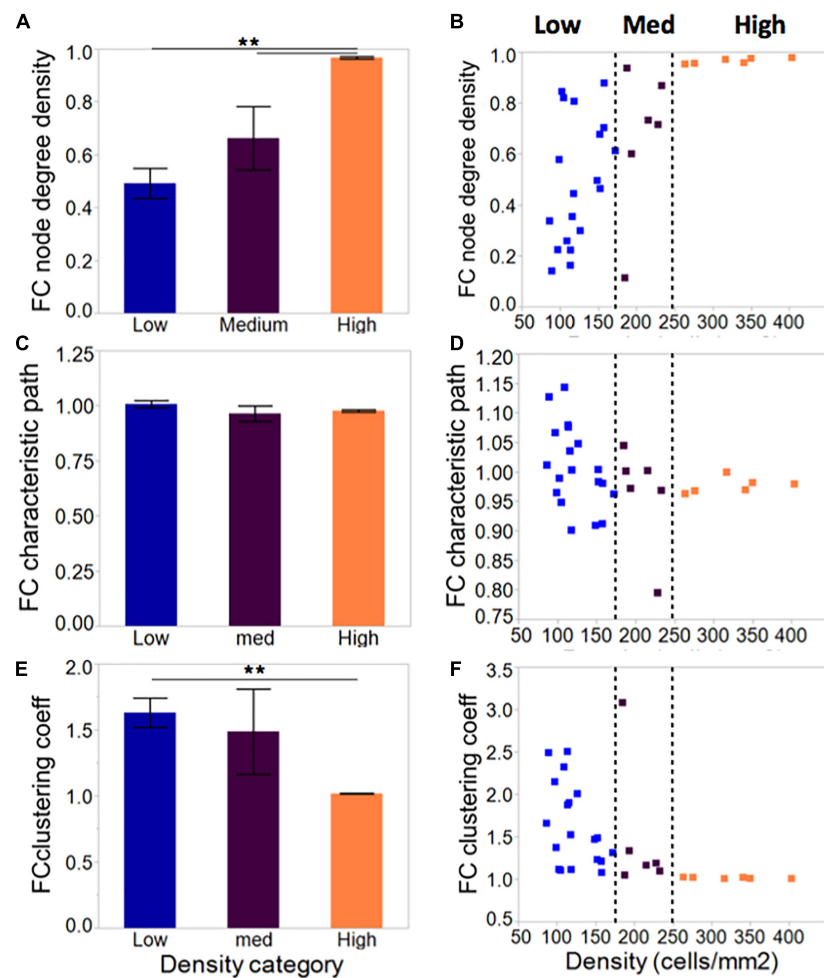 A
FC node degree density
1.0
0.8
0.6
0.4
0.2
0.0
**
Low Medium High
B
Low Med High
FC node degree density
1.0
0.8
0.6
0.4
0.2
0.0
50 100 150 200 250 300 350 400
C
FC characteristic path
1.25
1.00
0.75
0.50
0.25
0.00
Low med High
D
FC characteristic path
1.20
1.15
1.10
1.05
1.00
0.95
0.90
0.85
0.80
0.75
50 100 150 200 250 300 350 400
E
FCclustering coeff
2.0
1.5
1.0
0.5
0.0
**
Low med High
Density category
F
FC clustering coeff
3.5
3.0
2.5
2.0
1.5
1.0
0.5
50 100 150 200 250 300 350 400
Density (cells/mm2)